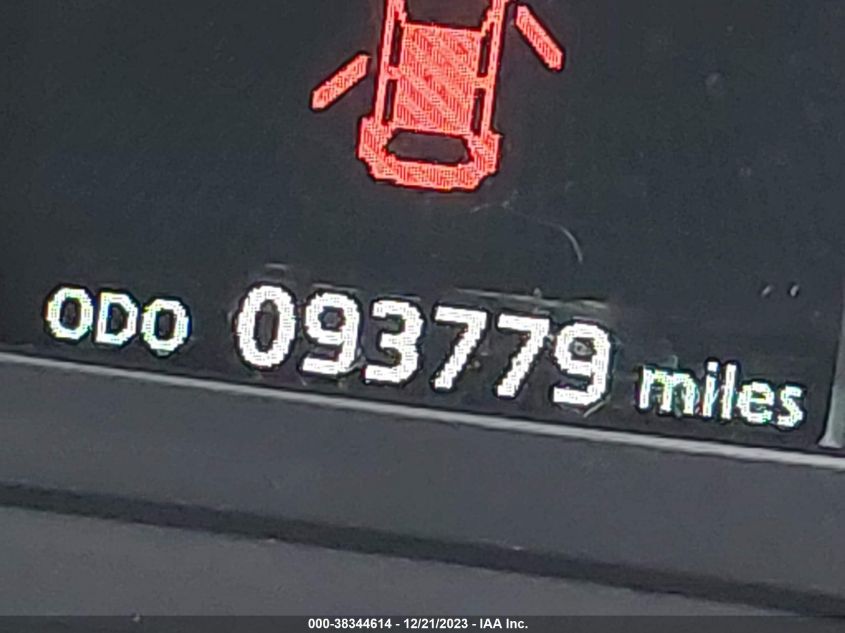 ODO 093779 miles
000-38344614 - 12/21/2023 - IAA Inc.